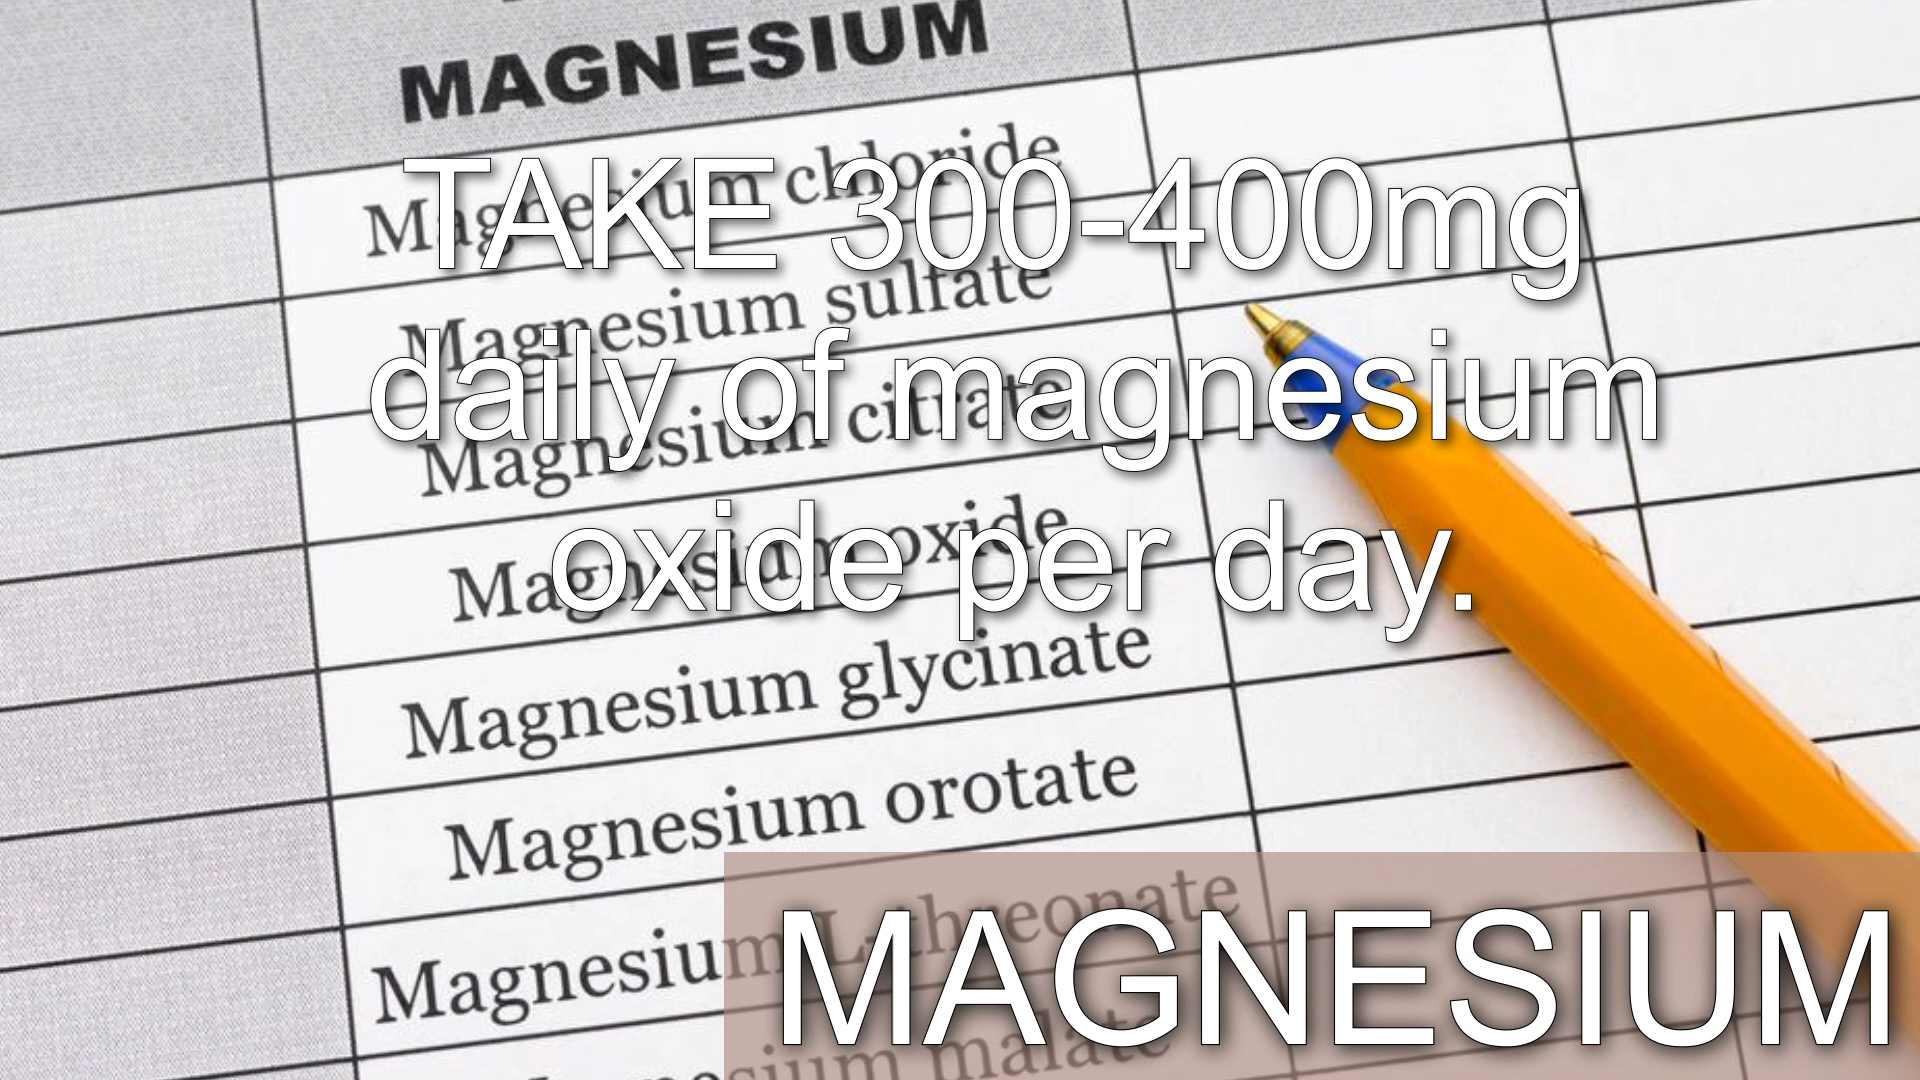 MAGNESIUM
Magnesium chloride
TAKE 300-400mg
Magnesium sulfate
daily of magnesium
Magnesium citrate
oxide per day.
Magnesium oxide
Magnesium glycinate
Magnesium orotate
Magnesium L-threonate
MAGNESIUM
malate